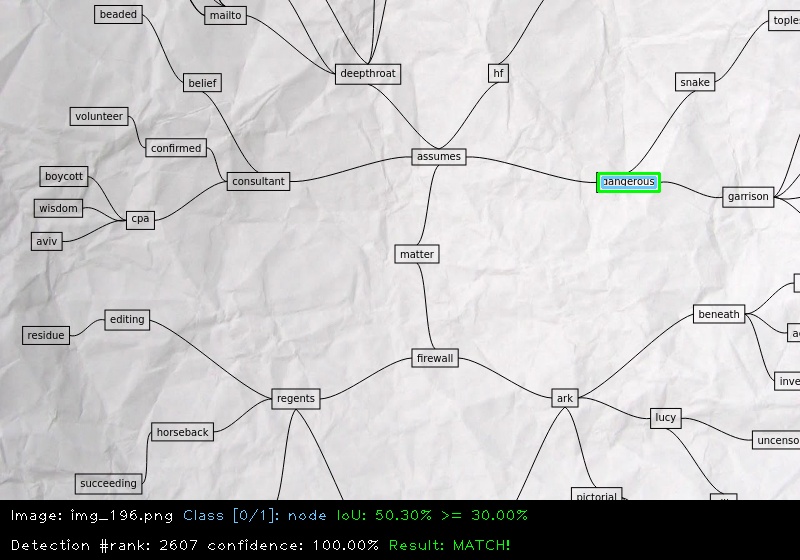 beaded
mailto
toples
deepthroat
hf
belief
snake
volunteer
confirmed
assumes
boycott
consultant
dangerous
garrison
wisdom
cpa
aviv
matter
beneath
editing
residue
firewall
inve
regents
ark
lucy
horseback
uncenso
succeeding
pictorial
Image: img_196.png Class [0/1]: node IoU: 50.30% >= 30.00%
Detection #rank: 2607 confidence: 100.00% Result: MATCH!